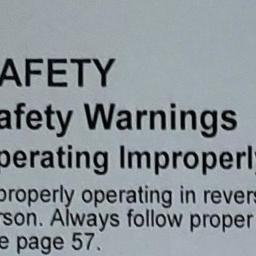 AFETY
afety Warnings
perating Improperly
properly operating in revers
rson. Always follow proper
e page 57.